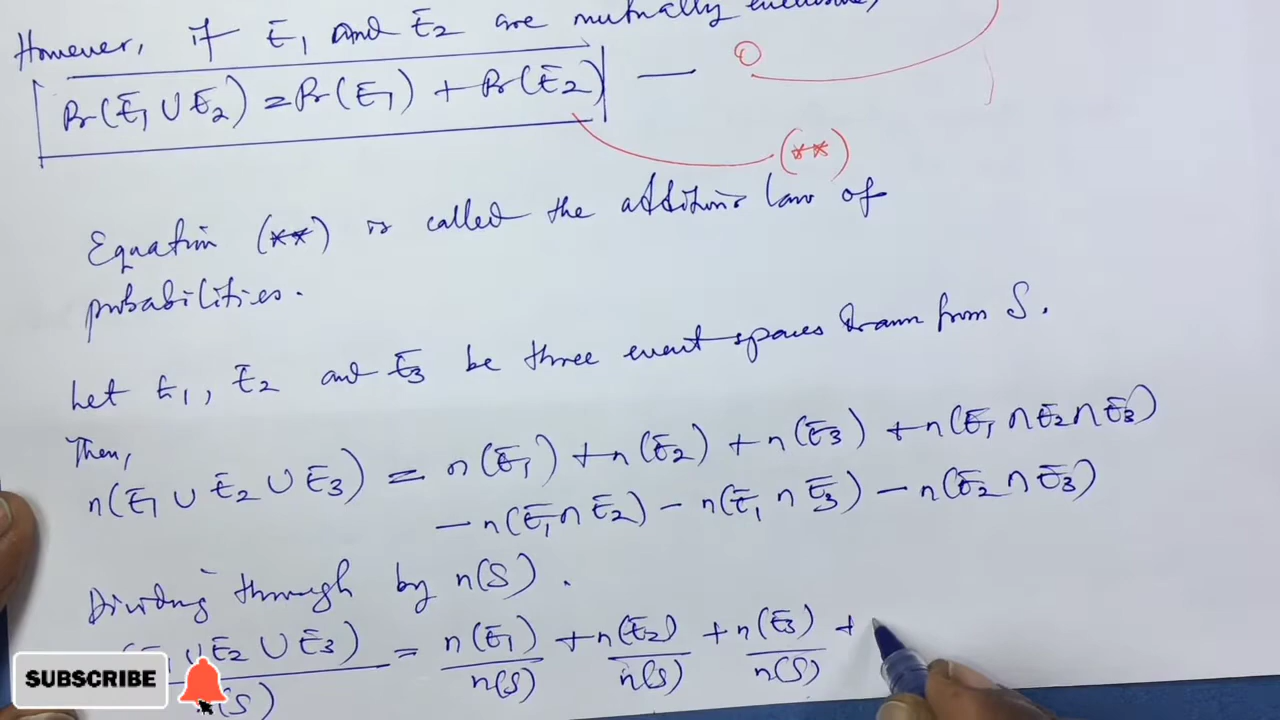 However, if E₁ and E₂ are mutually exclusive,
Pr(E₁ ∪ E₂) = Pr(E₁) + Pr(E₂) —
(**)
Equation (**) is called the addition law of
probabilities.
Let E₁, E₂ and E₃ be three event spaces drawn from S.
Then,
n(E₁ ∪ E₂ ∪ E₃) = n(E₁) + n(E₂) + n(E₃) + n(E₁ ∩ E₂ ∩ E₃)
− n(E₁ ∩ E₂) − n(E₁ ∩ E₃) − n(E₂ ∩ E₃)
Dividing through by n(S).
∪ E₂ ∪ E₃) / (S) = n(E₁)/n(S) + n(E₂)/n(S) + n(E₃)/n(S) +
SUBSCRIBE